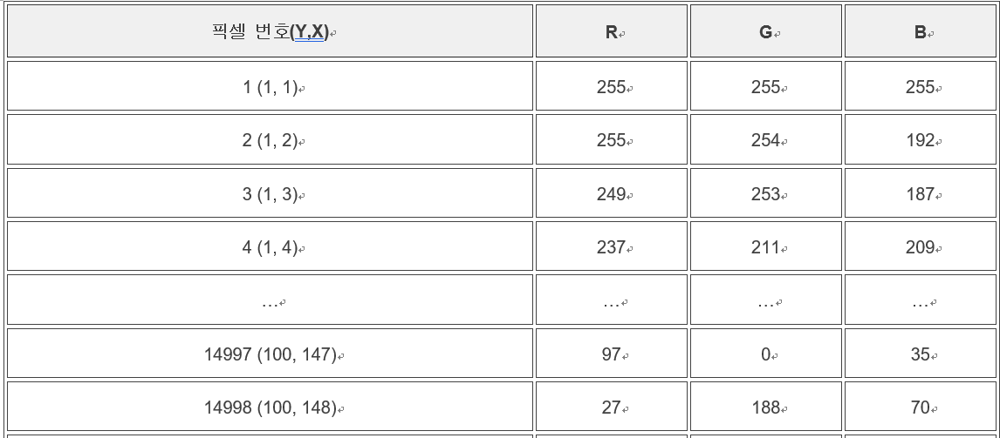 픽셀 번호(Y,X) R G B
1 (1, 1) 255 255 255
2 (1, 2) 255 254 192
3 (1, 3) 249 253 187
4 (1, 4) 237 211 209
... ... ... ...
14997 (100, 147) 97 0 35
14998 (100, 148) 27 188 70